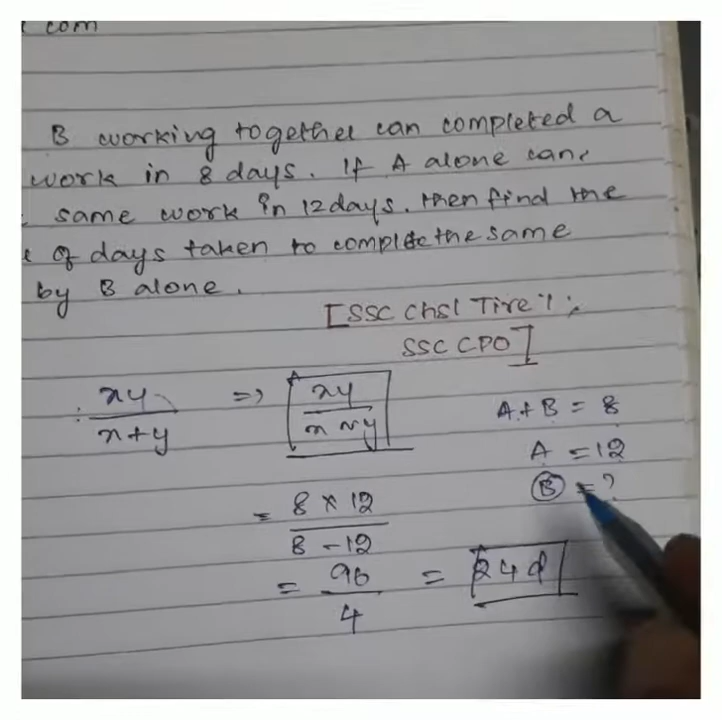 com
B working together can completed a
work in 8 days. If A alone can
same work in 12 days. then find the
of days taken to complete the same
by B alone.
[SSC Chsl Tire 1 ;
SSC CPO]
xy / x+y => xy / x ~ y
A + B = 8
A = 12
B = ?
= 8 × 12 / 8 - 12
= 96 / 4 = 24 d